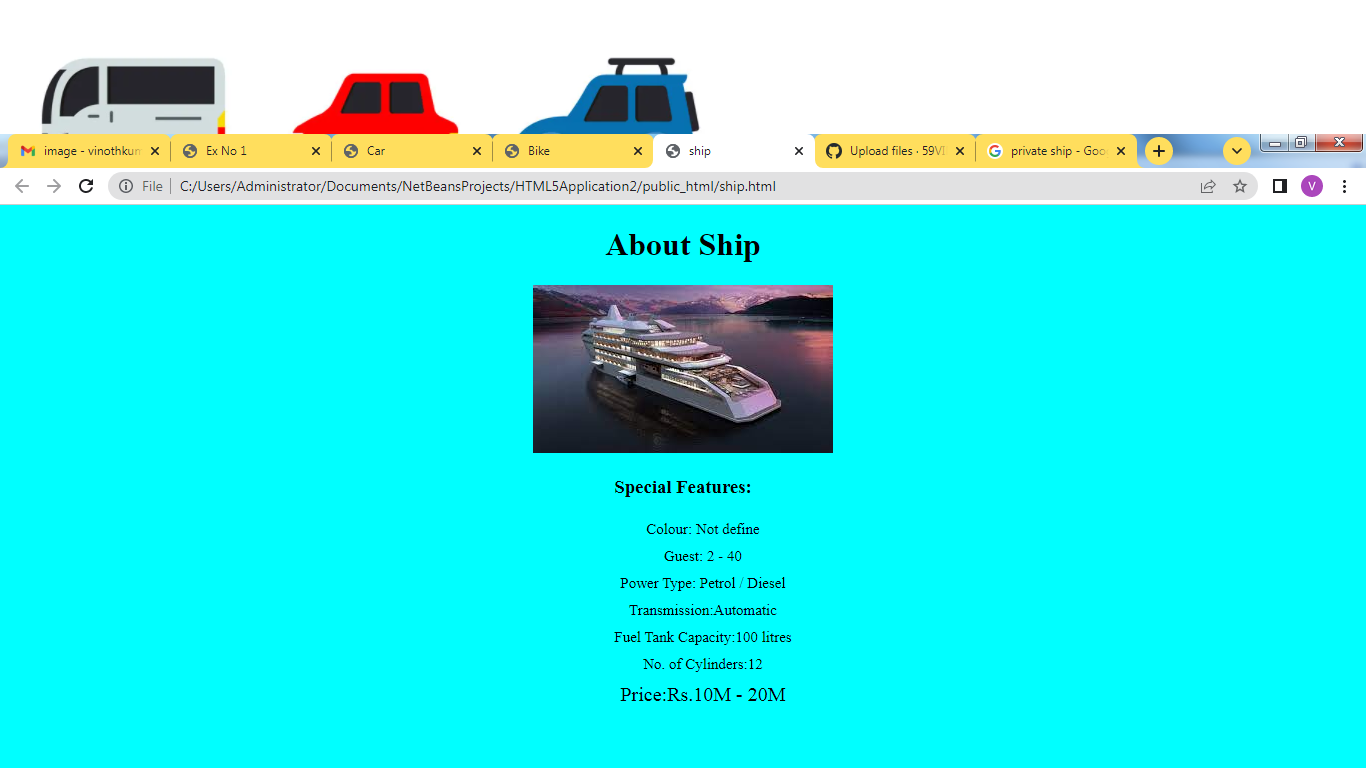 image - vinothkum
Ex No 1
Car
Bike
ship
Upload files · 59VI
private ship - Goo
File
C:/Users/Administrator/Documents/NetBeansProjects/HTML5Application2/public_html/ship.html
V
About Ship
Special Features:
Colour: Not define
Guest: 2 - 40
Power Type: Petrol / Diesel
Transmission:Automatic
Fuel Tank Capacity:100 litres
No. of Cylinders:12
Price:Rs.10M - 20M